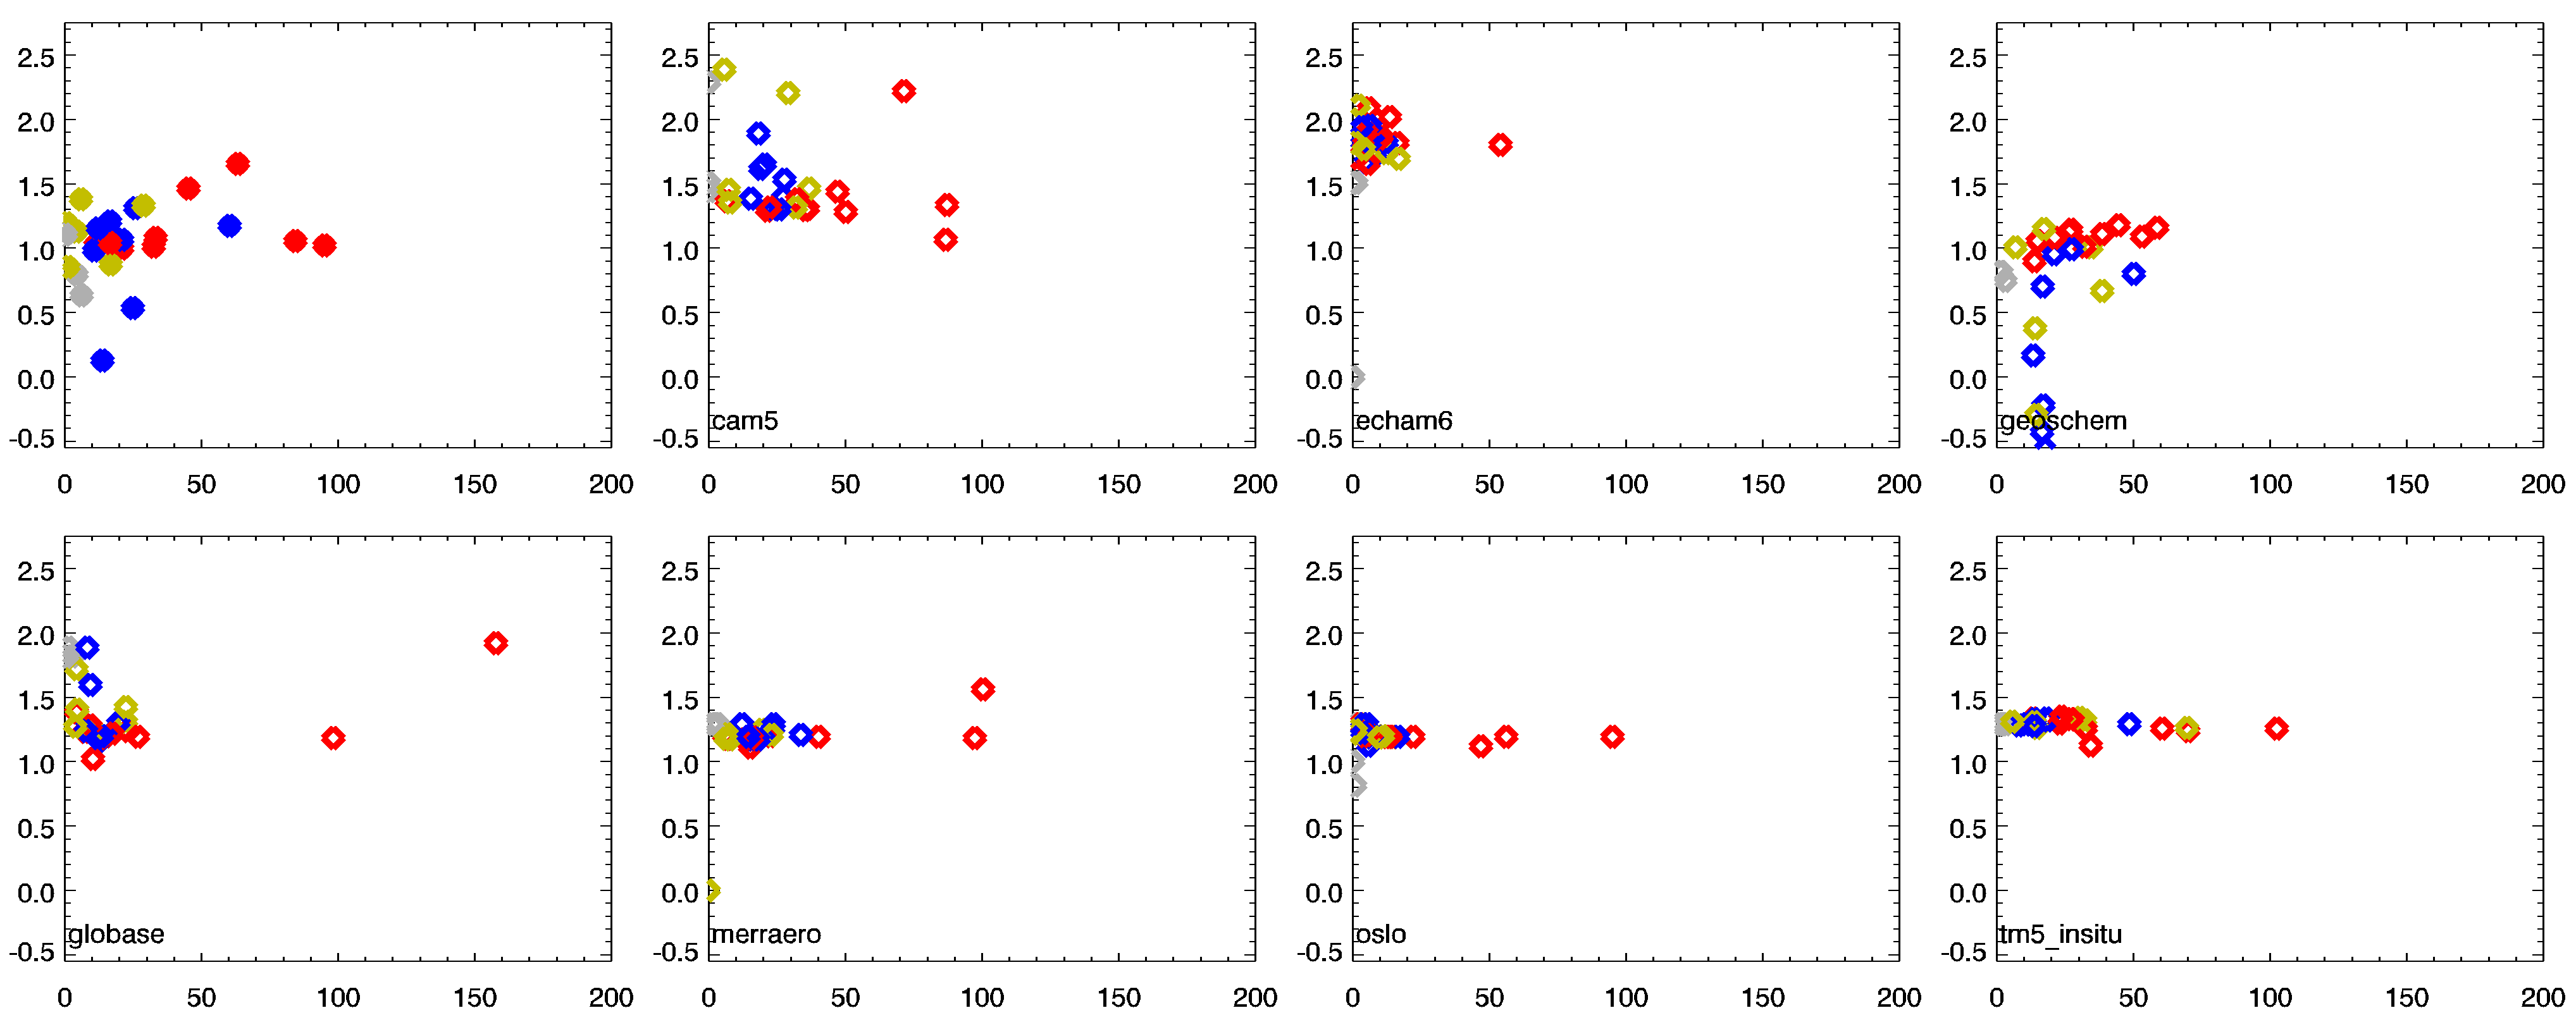 2.5 2.5 2.5 2.5
2.0 2.0 2.0 2.0
1.5 1.5 1.5 1.5
1.0 1.0 1.0 1.0
0.5 0.5 0.5 0.5
0.0 0.0 0.0 0.0
cam5 echam6 geoschem
-0.5 -0.5 -0.5 -0.5
0 50 100 150 200 0 50 100 150 200 0 50 100 150 200 0 50 100 150 200
2.5 2.5 2.5 2.5
2.0 2.0 2.0 2.0
1.5 1.5 1.5 1.5
1.0 1.0 1.0 1.0
0.5 0.5 0.5 0.5
0.0 0.0 0.0 0.0
globase merraero oslo tm5_insitu
-0.5 -0.5 -0.5 -0.5
0 50 100 150 200 0 50 100 150 200 0 50 100 150 200 0 50 100 150 200